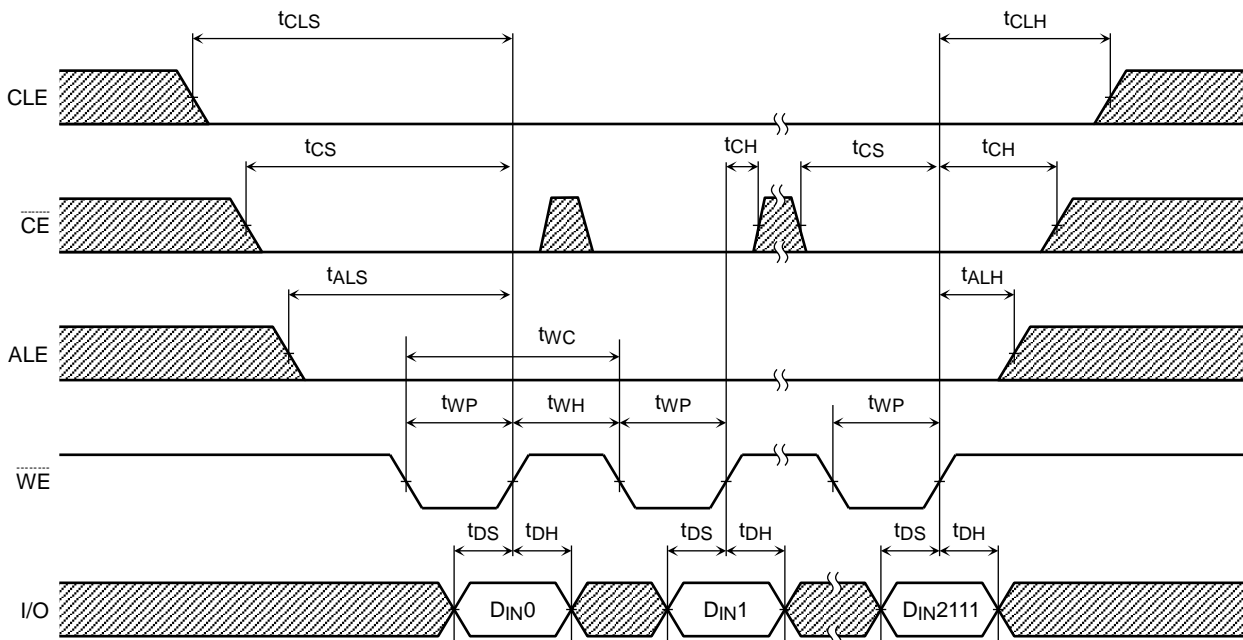 tCLS tCLH
CLE
tCS tCH tCS tCH
CE
tALS tALH
ALE
tWC
tWP tWH tWP tWP
WE
tDS tDH tDS tDH tDS tDH
I/O DIN0 DIN1 DIN2111